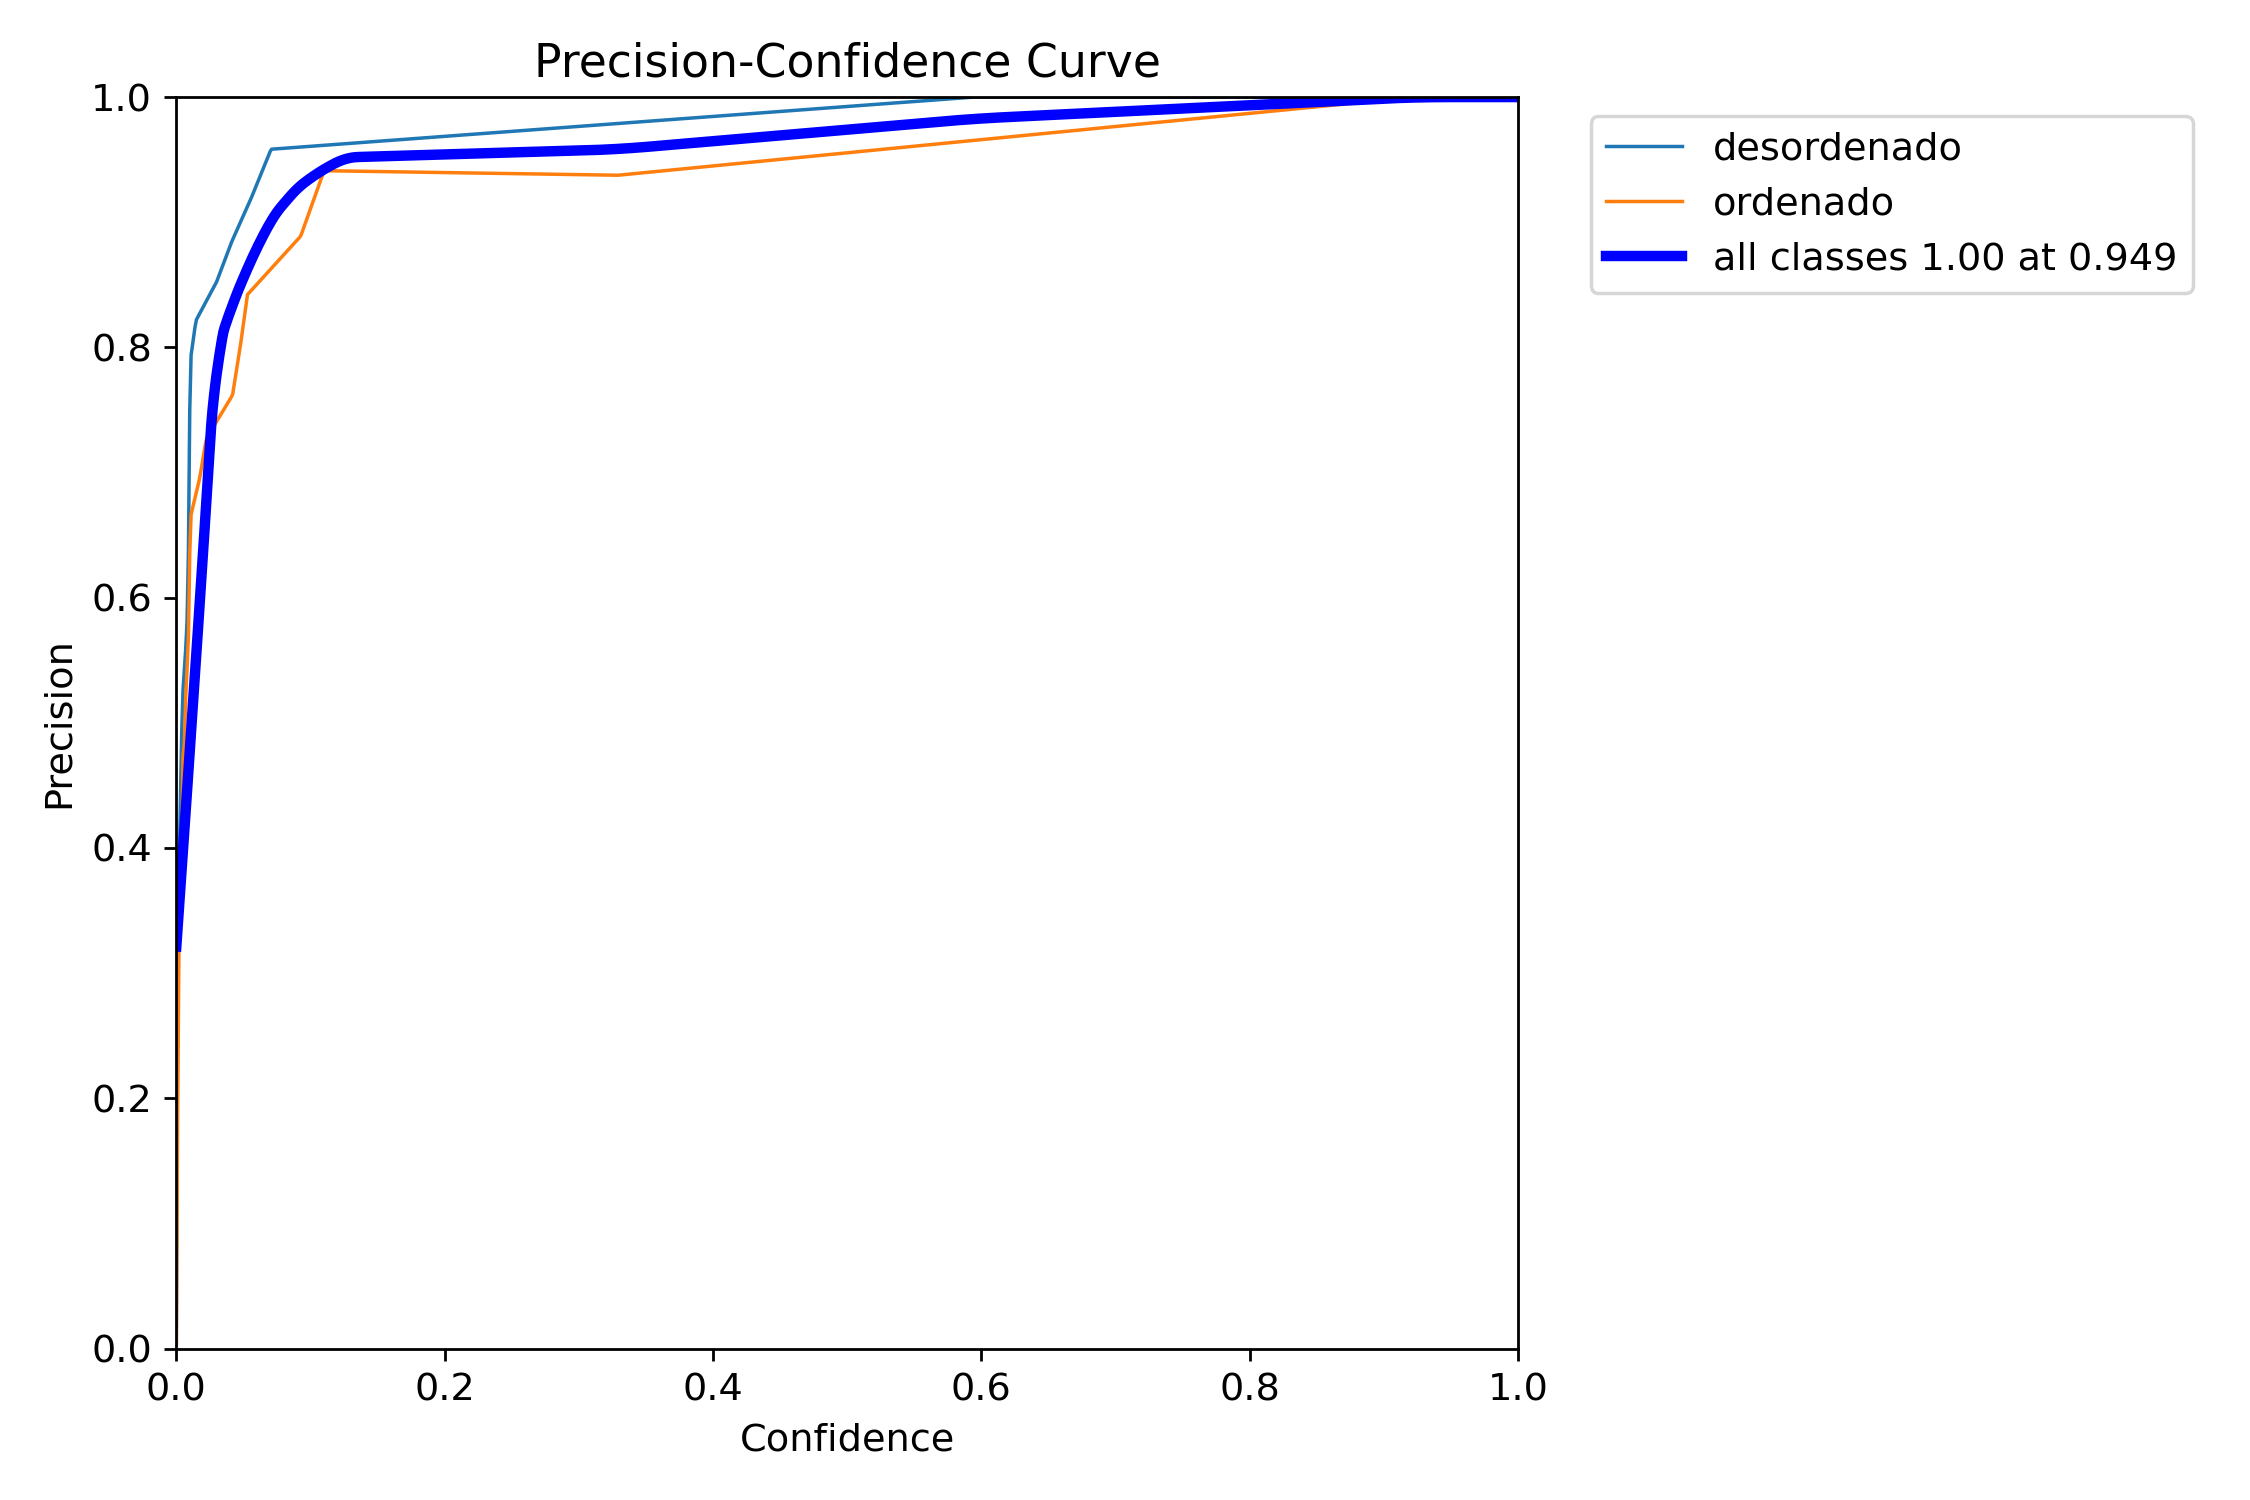 Precision-Confidence Curve
1.0
0.8
0.6
0.4
0.2
0.0
Precision
0.0 0.2 0.4 0.6 0.8 1.0
Confidence
desordenado
ordenado
all classes 1.00 at 0.949